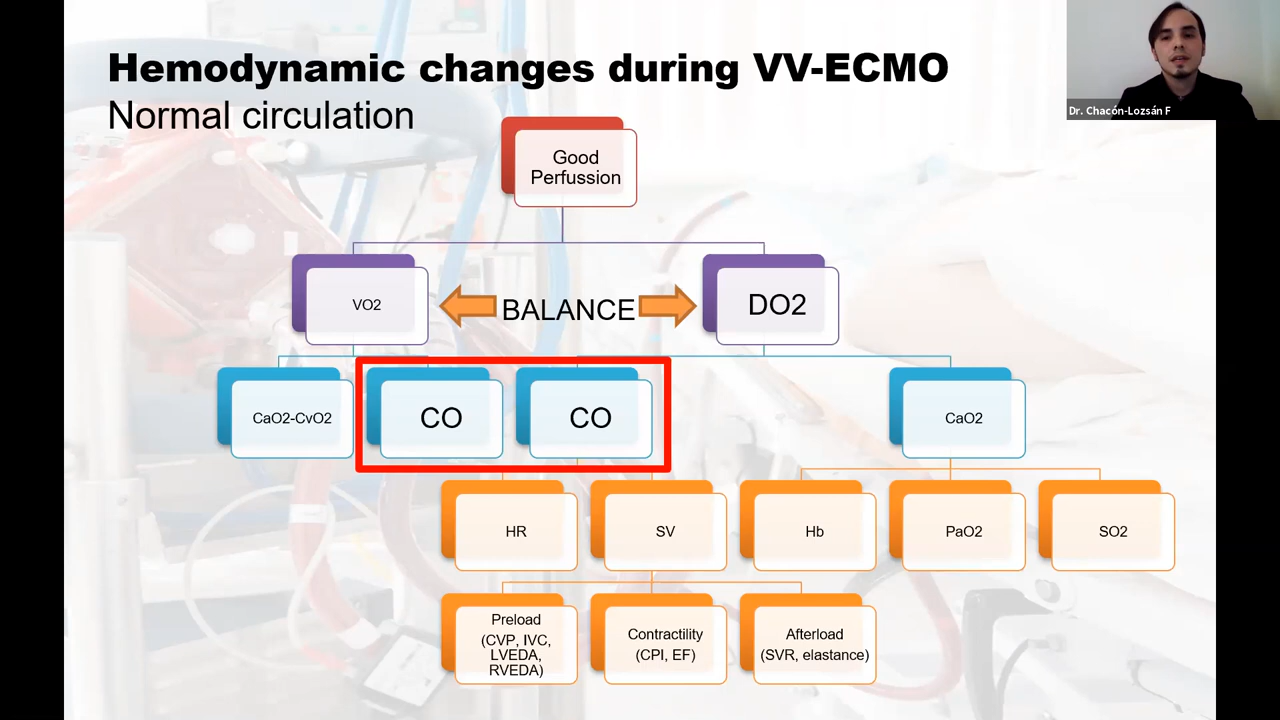 Hemodynamic changes during VV-ECMO
Normal circulation
Dr. Chacón-Lozsán F
Good
Perfussion
VO2
BALANCE
DO2
CaO2-CvO2
CO
CO
CaO2
HR
SV
Hb
PaO2
SO2
Preload
(CVP, IVC,
LVEDA,
RVEDA)
Contractility
(CPI, EF)
Afterload
(SVR, elastance)